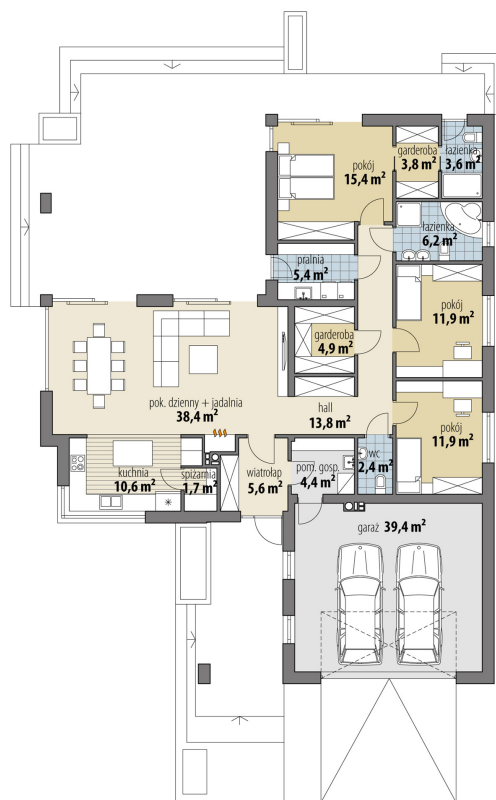 pokój
15,4 m²
garderoba
3,8 m²
łazienka
3,6 m²
łazienka
6,2 m²
pralnia
5,4 m²
pokój
11,9 m²
garderoba
4,9 m²
pok. dzienny + jadalnia
38,4 m²
hall
13,8 m²
pokój
11,9 m²
kuchnia
10,6 m²
spiżarnia
1,7 m²
wiatrołap
5,6 m²
pom. gosp.
4,4 m²
wc
2,4 m²
garaż 39,4 m²